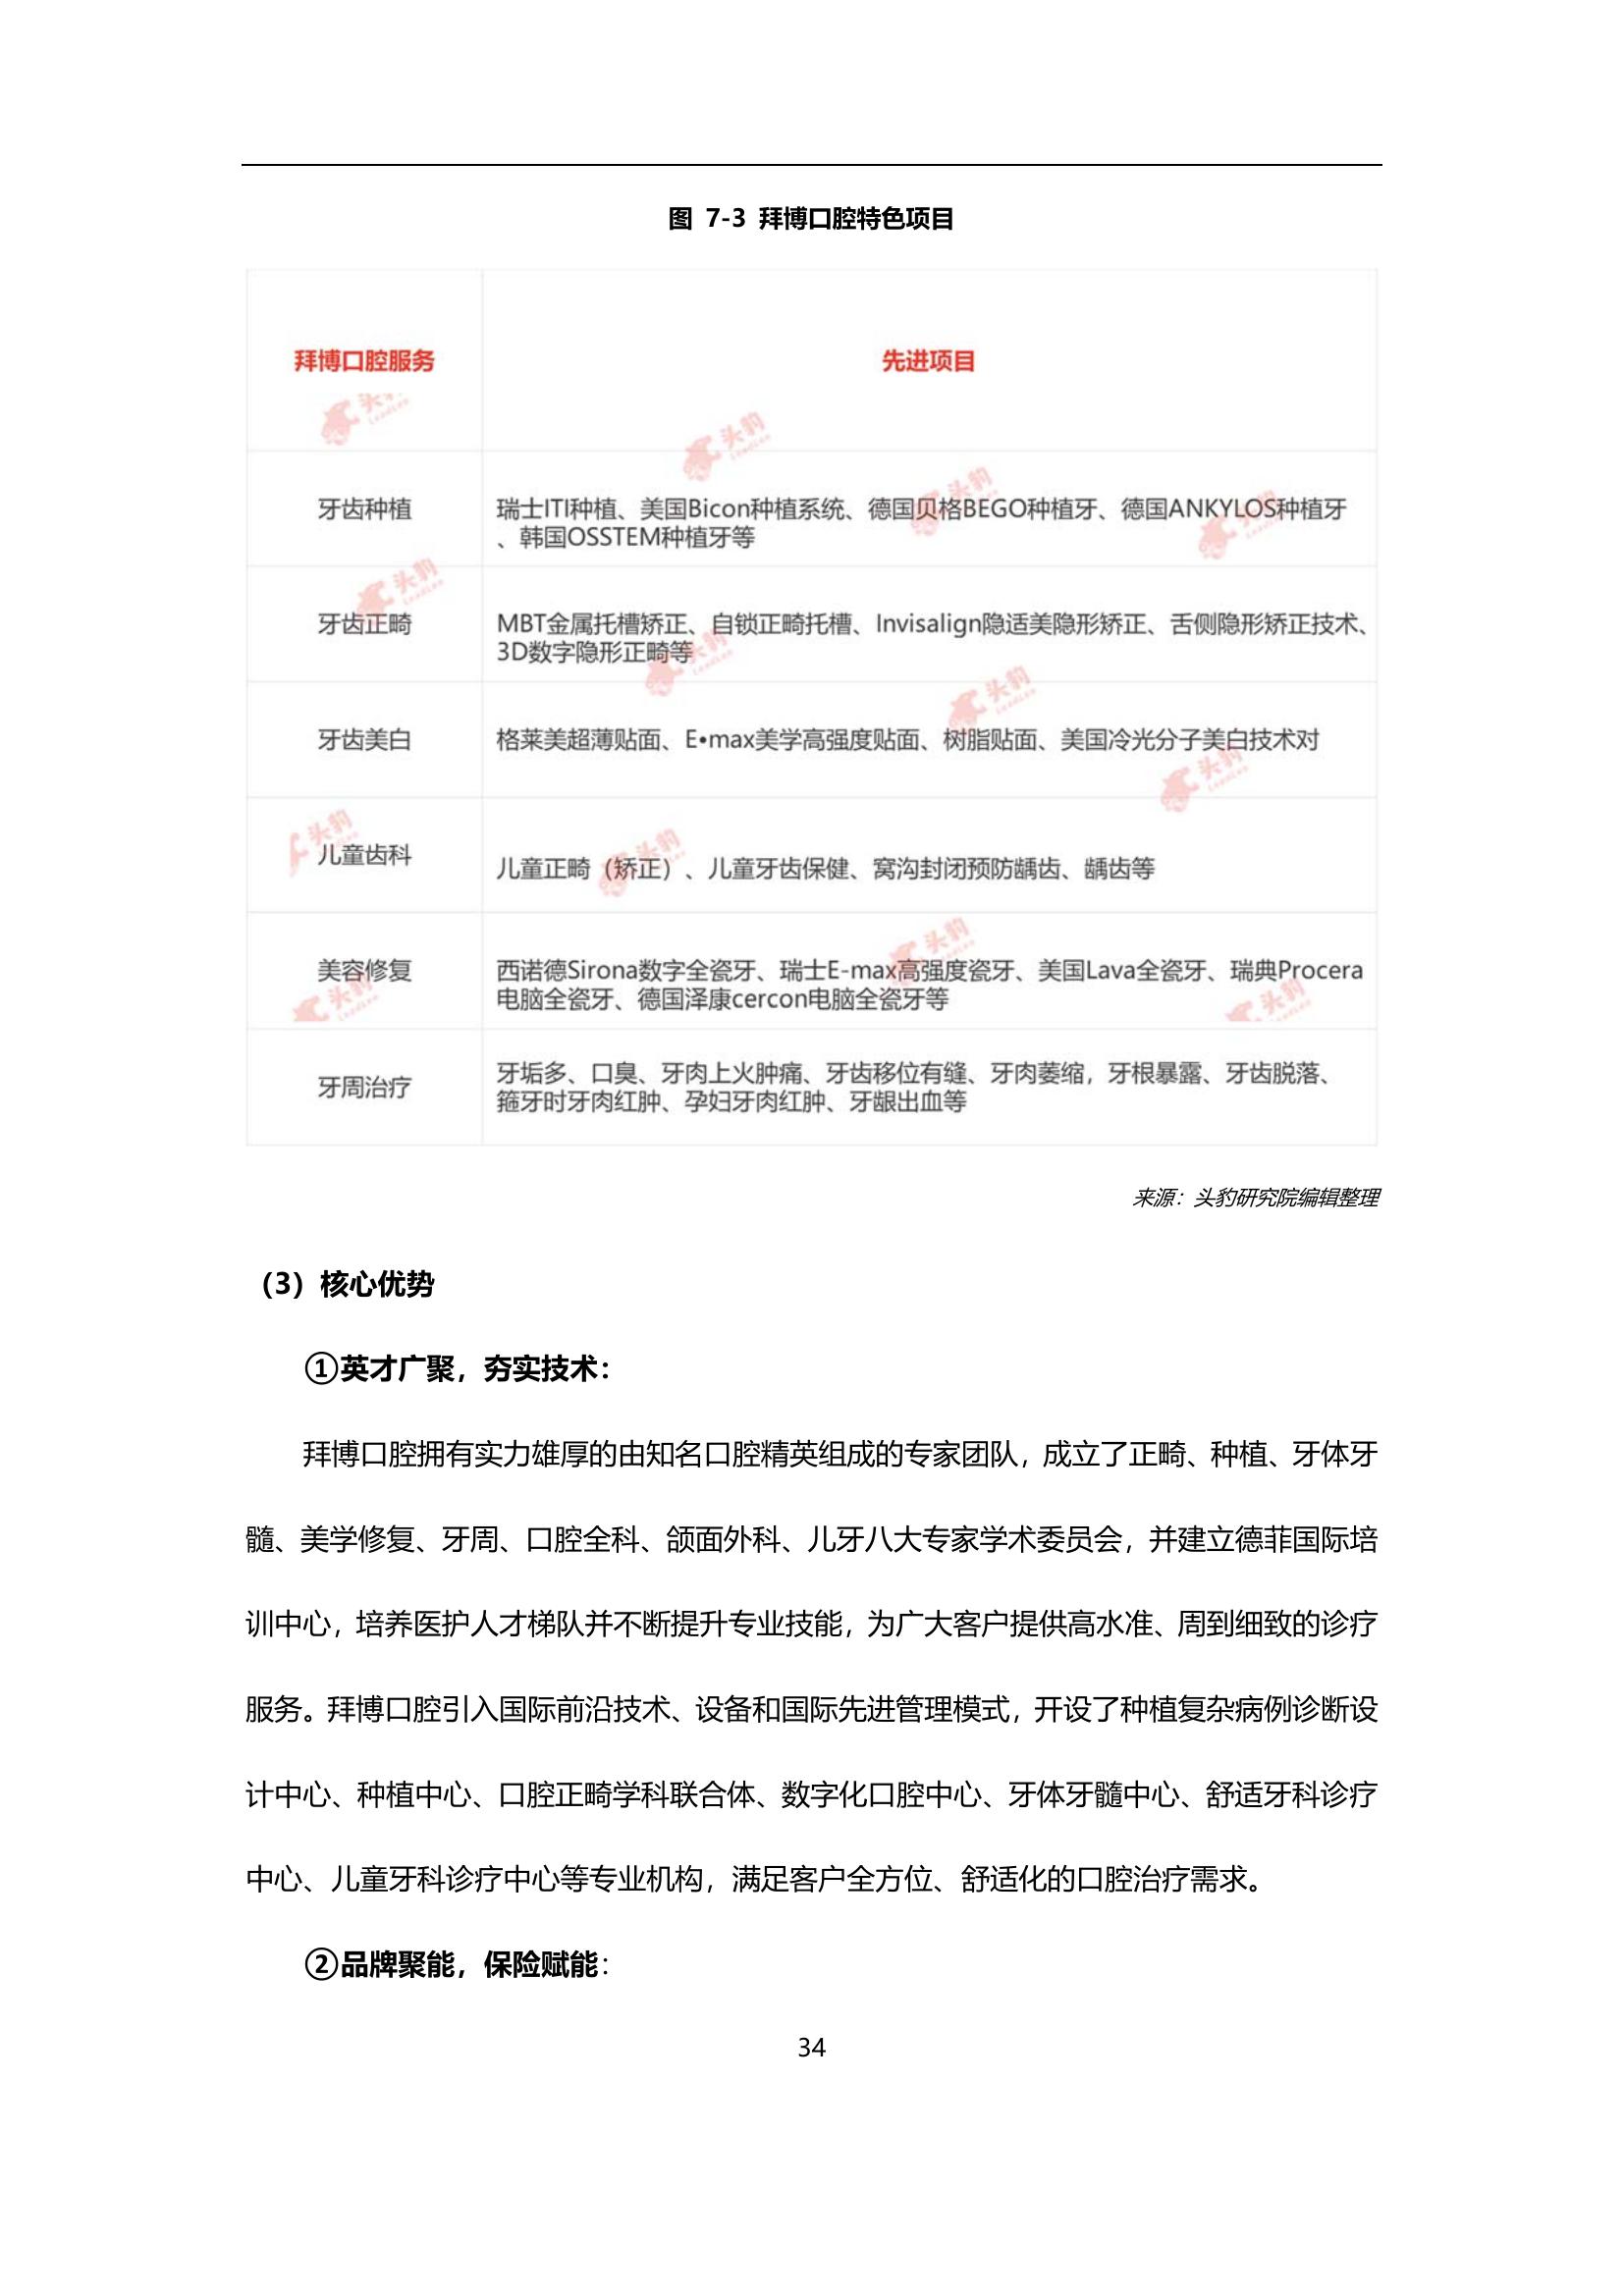 图 7-3 拜博口腔特色项目
拜博口腔服务
先进项目
牙齿种植
瑞士ITI种植、美国Bicon种植系统、德国贝格BEGO种植牙、德国ANKYLOS种植牙
、韩国OSSTEM种植牙等
牙齿正畸
MBT金属托槽矫正、自锁正畸托槽、Invisalign隐适美隐形矫正、舌侧隐形矫正技术、
3D数字隐形正畸等
牙齿美白
格莱美超薄贴面、E•max美学高强度贴面、树脂贴面、美国冷光分子美白技术对
儿童齿科
儿童正畸（矫正）、儿童牙齿保健、窝沟封闭预防龋齿、龋齿等
美容修复
西诺德Sirona数字全瓷牙、瑞士E-max高强度瓷牙、美国Lava全瓷牙、瑞典Procera
电脑全瓷牙、德国泽康cercon电脑全瓷牙等
牙周治疗
牙垢多、口臭、牙肉上火肿痛、牙齿移位有缝、牙肉萎缩，牙根暴露、牙齿脱落、
箍牙时牙肉红肿、孕妇牙肉红肿、牙龈出血等
来源：头豹研究院编辑整理
（3）核心优势
①英才广聚，夯实技术：
拜博口腔拥有实力雄厚的由知名口腔精英组成的专家团队，成立了正畸、种植、牙体牙
髓、美学修复、牙周、口腔全科、颌面外科、儿牙八大专家学术委员会，并建立德菲国际培
训中心，培养医护人才梯队并不断提升专业技能，为广大客户提供高水准、周到细致的诊疗
服务。拜博口腔引入国际前沿技术、设备和国际先进管理模式，开设了种植复杂病例诊断设
计中心、种植中心、口腔正畸学科联合体、数字化口腔中心、牙体牙髓中心、舒适牙科诊疗
中心、儿童牙科诊疗中心等专业机构，满足客户全方位、舒适化的口腔治疗需求。
②品牌聚能，保险赋能：
34